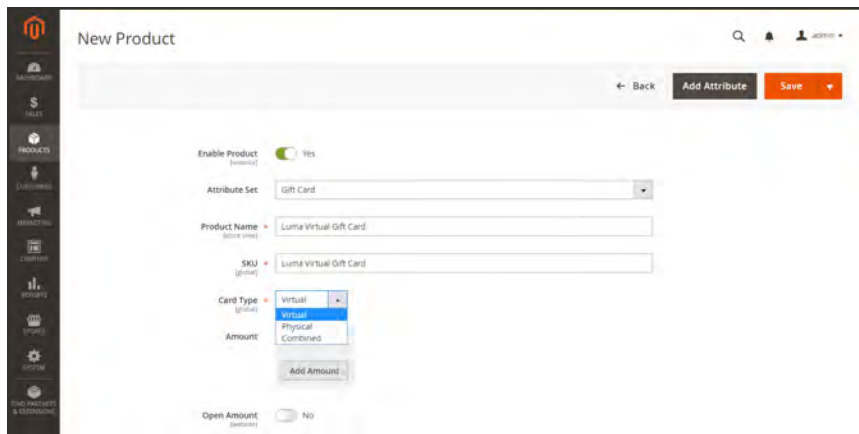 New Product
admin
DASHBOARD
SALES
PRODUCTS
CUSTOMERS
MARKETING
CONTENT
REPORTS
STORES
SYSTEM
FIND PARTNERS
& EXTENSIONS
← Back
Add Attribute
Save
Enable Product
[website]
Yes
Attribute Set
Gift Card
Product Name *
[store view]
Luma Virtual Gift Card
SKU *
[global]
Luma Virtual Gift Card
Card Type *
[global]
Virtual
Virtual
Physical
Combined
Amount
Add Amount
Open Amount
[website]
No